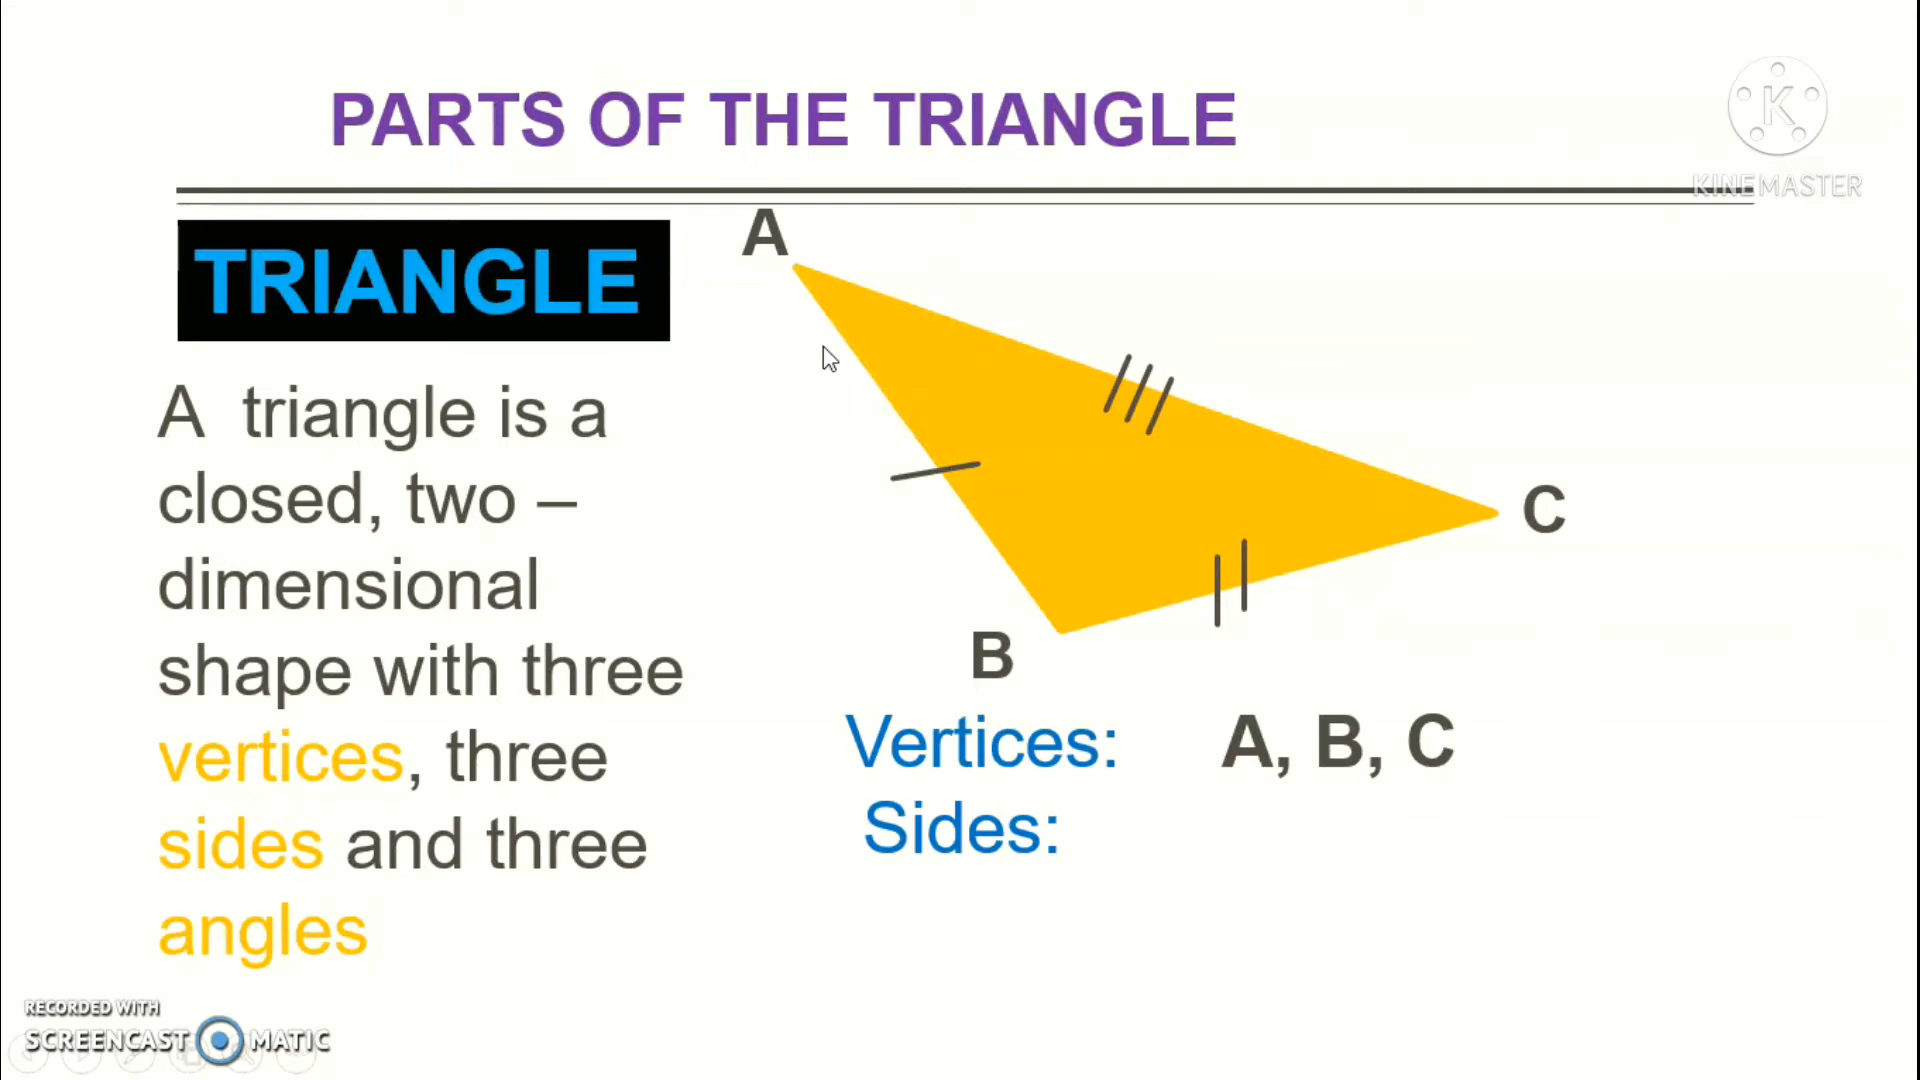 PARTS OF THE TRIANGLE
K
KINEMASTER
TRIANGLE
A triangle is a
closed, two –
dimensional
shape with three
vertices, three
sides and three
angles
A
C
B
Vertices: A, B, C
Sides:
RECORDED WITH
SCREENCAST MATIC